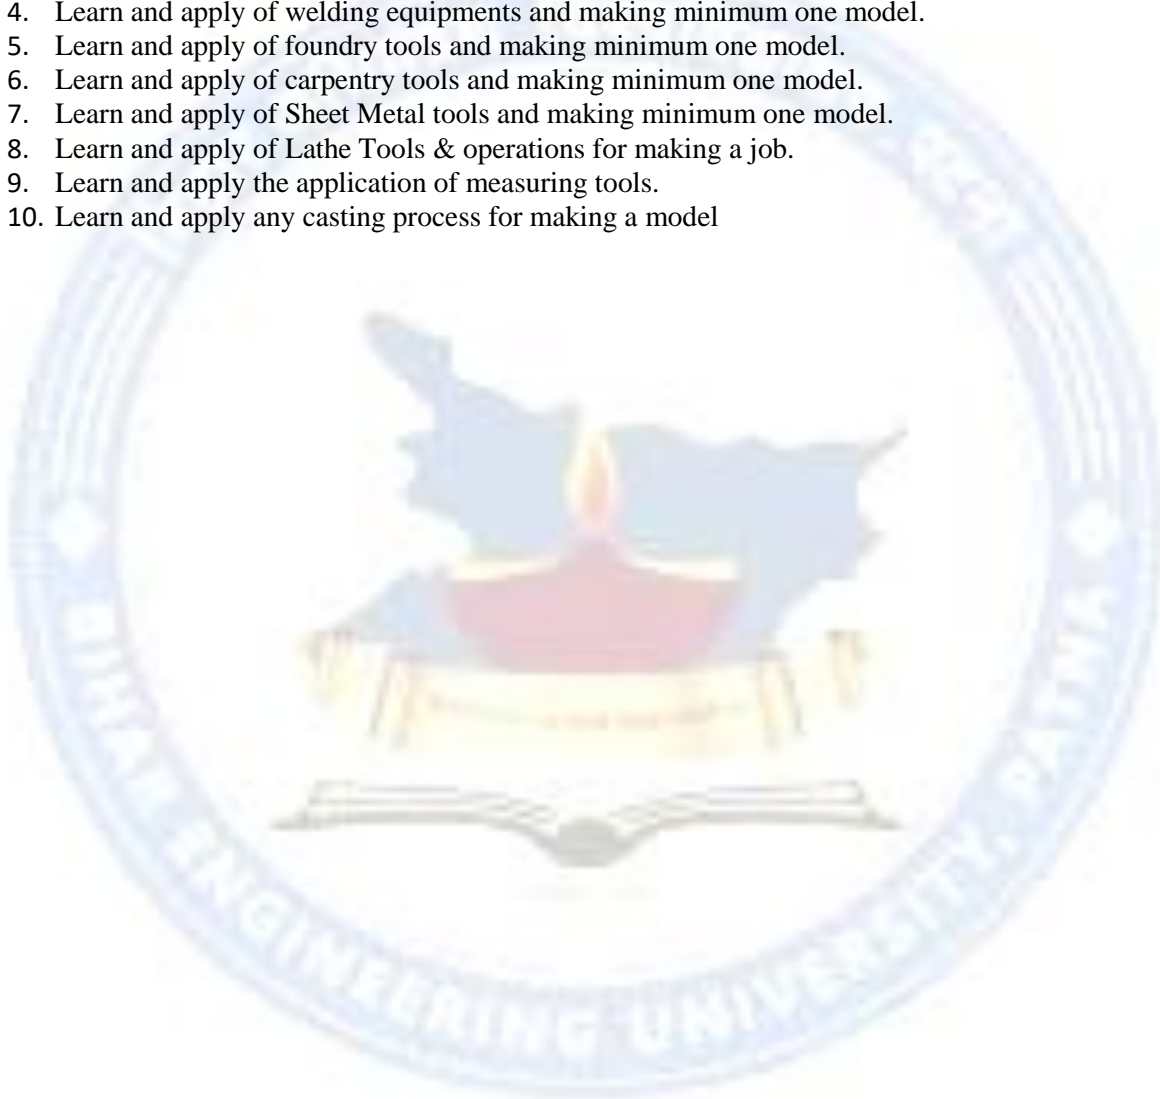 4. Learn and apply of welding equipments and making minimum one model.
5. Learn and apply of foundry tools and making minimum one model.
6. Learn and apply of carpentry tools and making minimum one model.
7. Learn and apply of Sheet Metal tools and making minimum one model.
8. Learn and apply of Lathe Tools & operations for making a job.
9. Learn and apply the application of measuring tools.
10. Learn and apply any casting process for making a model
BIHAR ENGINEERING UNIVERSITY, PATNA